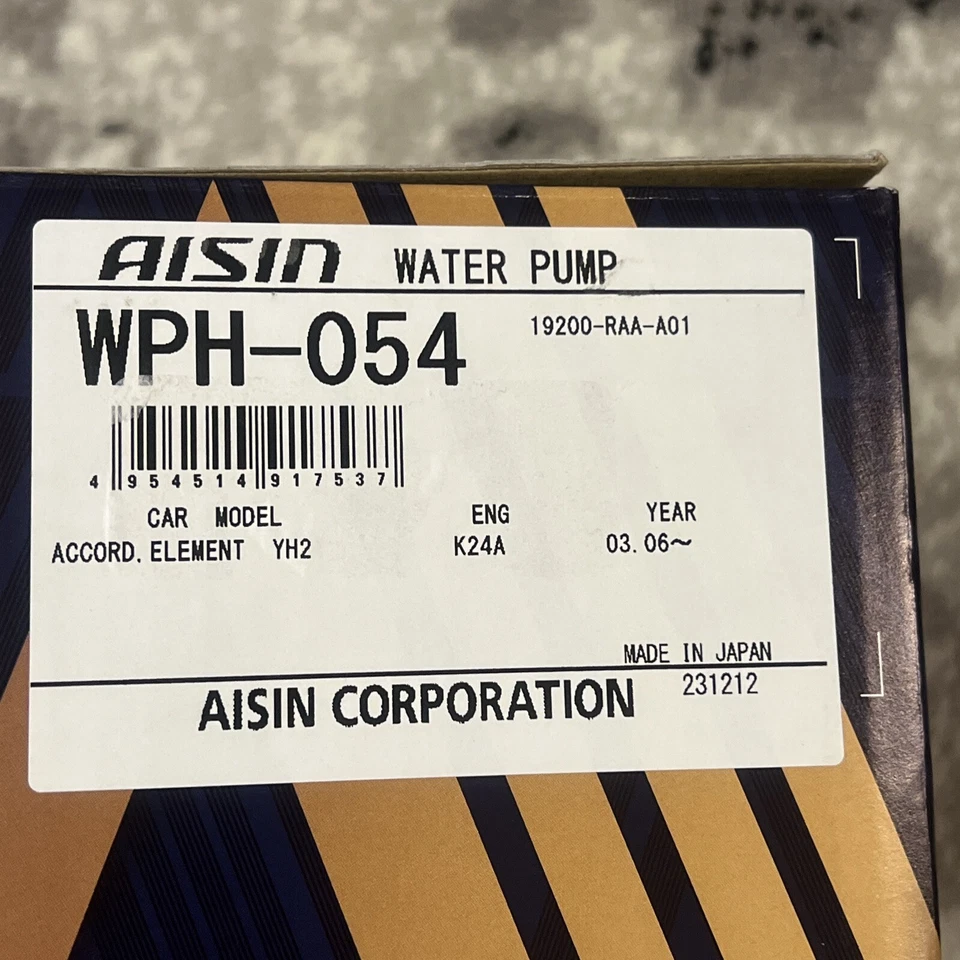 AISIN WATER PUMP
WPH-054 19200-RAA-A01
4 954514 917537
CAR MODEL ENG YEAR
ACCORD. ELEMENT YH2 K24A 03.06～
MADE IN JAPAN
AISIN CORPORATION 231212